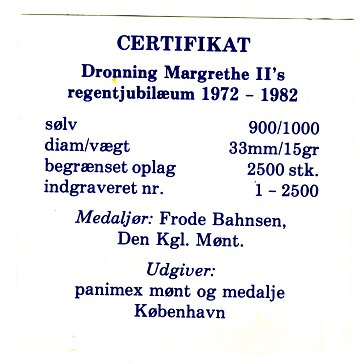 CERTIFIKAT
Dronning Margrethe II's
regentjubilæum 1972 - 1982
sølv 900/1000
diam/vægt 33mm/15gr
begrænset oplag 2500 stk.
indgraveret nr. 1 - 2500
Medaljør: Frode Bahnsen,
Den Kgl. Mønt.
Udgiver:
panimex mønt og medalje
København